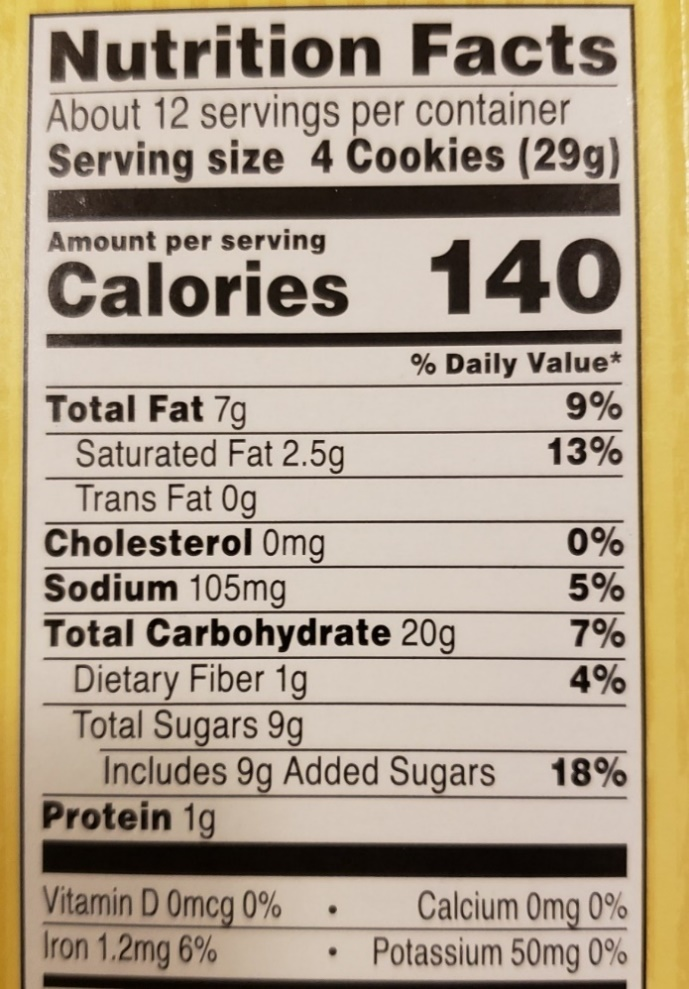 Nutrition Facts
About 12 servings per container
Serving size 4 Cookies (29g)
Amount per serving
Calories 140
% Daily Value*
Total Fat 7g 9%
Saturated Fat 2.5g 13%
Trans Fat 0g
Cholesterol 0mg 0%
Sodium 105mg 5%
Total Carbohydrate 20g 7%
Dietary Fiber 1g 4%
Total Sugars 9g
Includes 9g Added Sugars 18%
Protein 1g
Vitamin D 0mcg 0% • Calcium 0mg 0%
Iron 1.2mg 6% • Potassium 50mg 0%